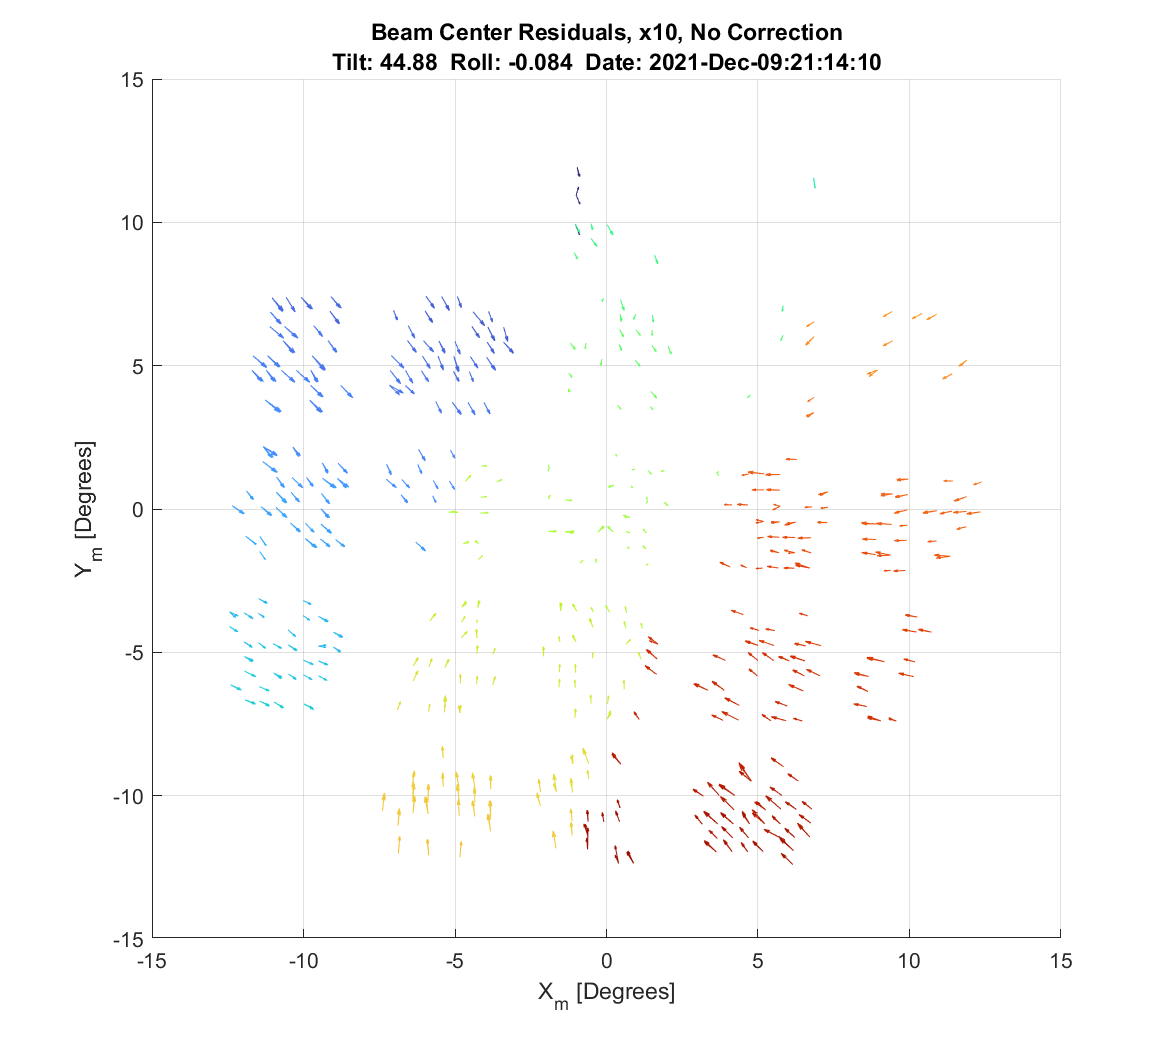 Beam Center Residuals, x10, No Correction
Tilt: 44.88 Roll: -0.084 Date: 2021-Dec-09:21:14:10
15
10
5
0
-5
-10
-15
Y_m [Degrees]
-15 -10 -5 0 5 10 15
X_m [Degrees]